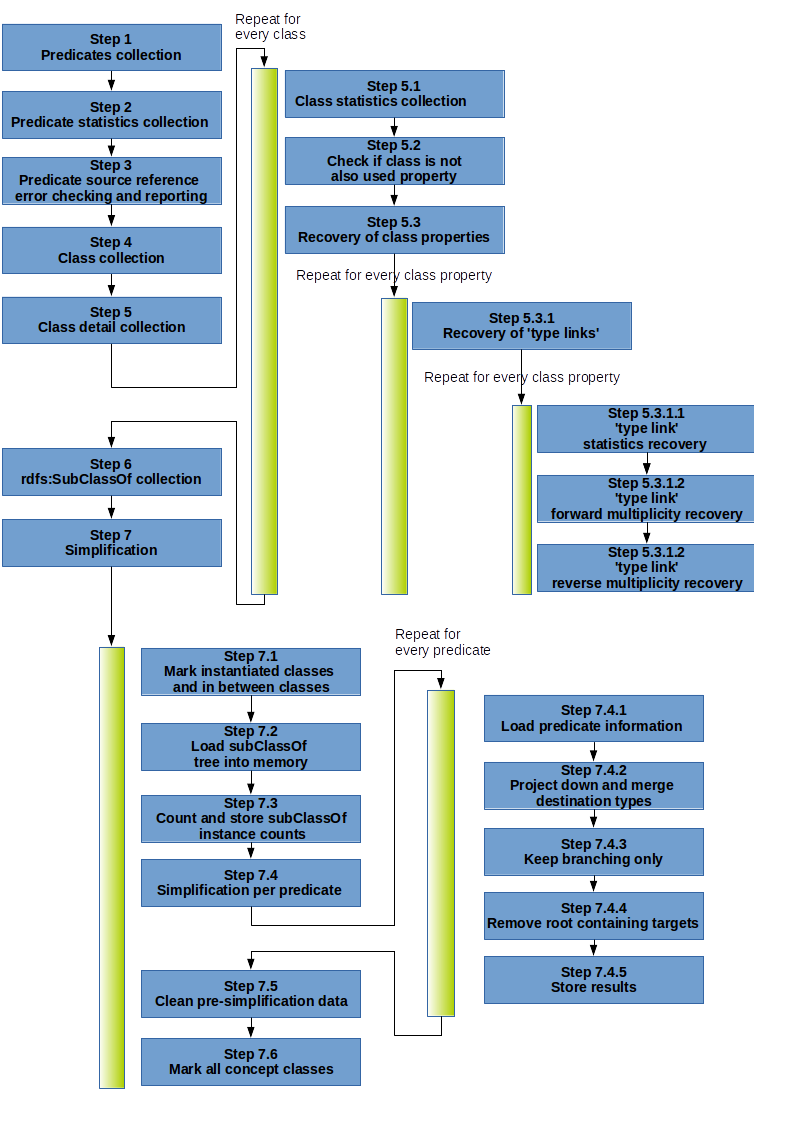 Step 1
Predicates collection
Step 2
Predicate statistics collection
Step 3
Predicate source reference
error checking and reporting
Step 4
Class collection
Step 5
Class detail collection
Repeat for
every class
Step 5.1
Class statistics collection
Step 5.2
Check if class is not
also used property
Step 5.3
Recovery of class properties
Repeat for every class property
Step 5.3.1
Recovery of 'type links'
Repeat for every class property
Step 5.3.1.1
'type link'
statistics recovery
Step 5.3.1.2
'type link'
forward multiplicity recovery
Step 5.3.1.2
'type link'
reverse multiplicity recovery
Step 6
rdfs:SubClassOf collection
Step 7
Simplification
Step 7.1
Mark instantiated classes
and in between classes
Step 7.2
Load subClassOf
tree into memory
Step 7.3
Count and store subClassOf
instance counts
Step 7.4
Simplification per predicate
Repeat for
every predicate
Step 7.4.1
Load predicate information
Step 7.4.2
Project down and merge
destination types
Step 7.4.3
Keep branching only
Step 7.4.4
Remove root containing targets
Step 7.4.5
Store results
Step 7.5
Clean pre-simplification data
Step 7.6
Mark all concept classes